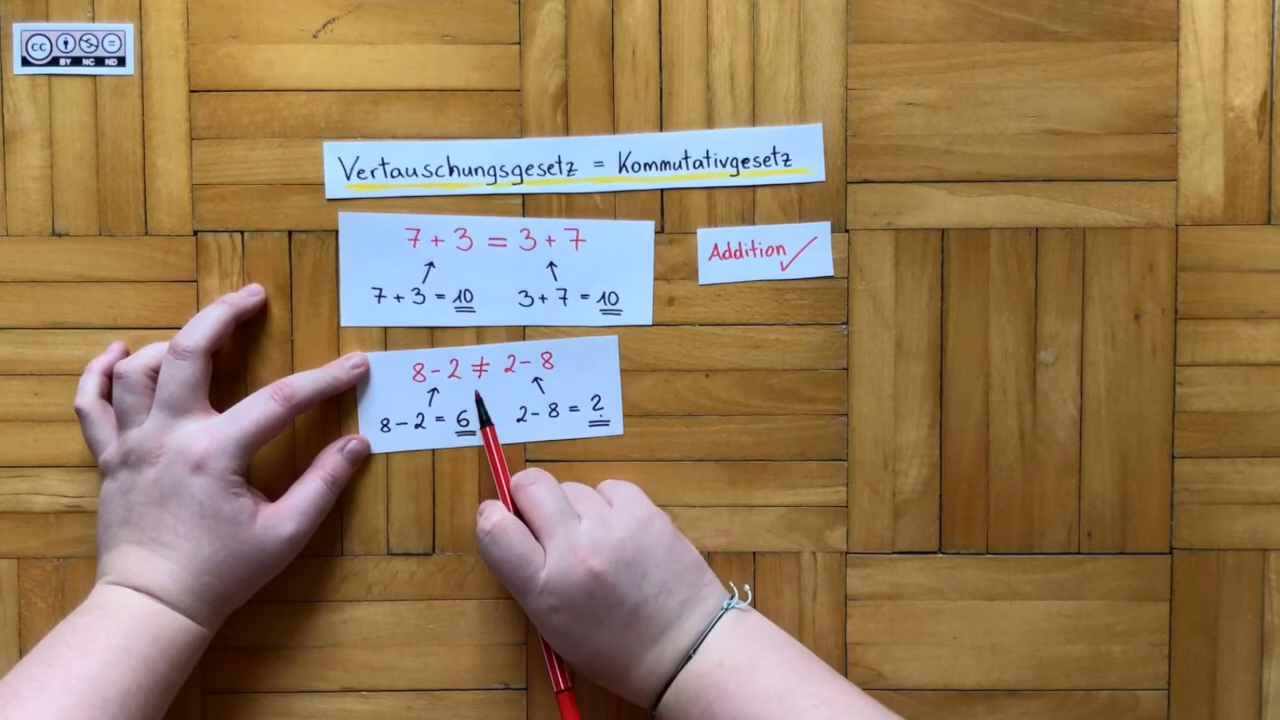 cc
BY NC ND
Vertauschungsgesetz = Kommutativgesetz
7 + 3 = 3 + 7
Addition ✓
↑ ↑
7 + 3 = 10 3 + 7 = 10
8 - 2 ≠ 2 - 8
↑ ↑
8 - 2 = 6 2 - 8 = ?